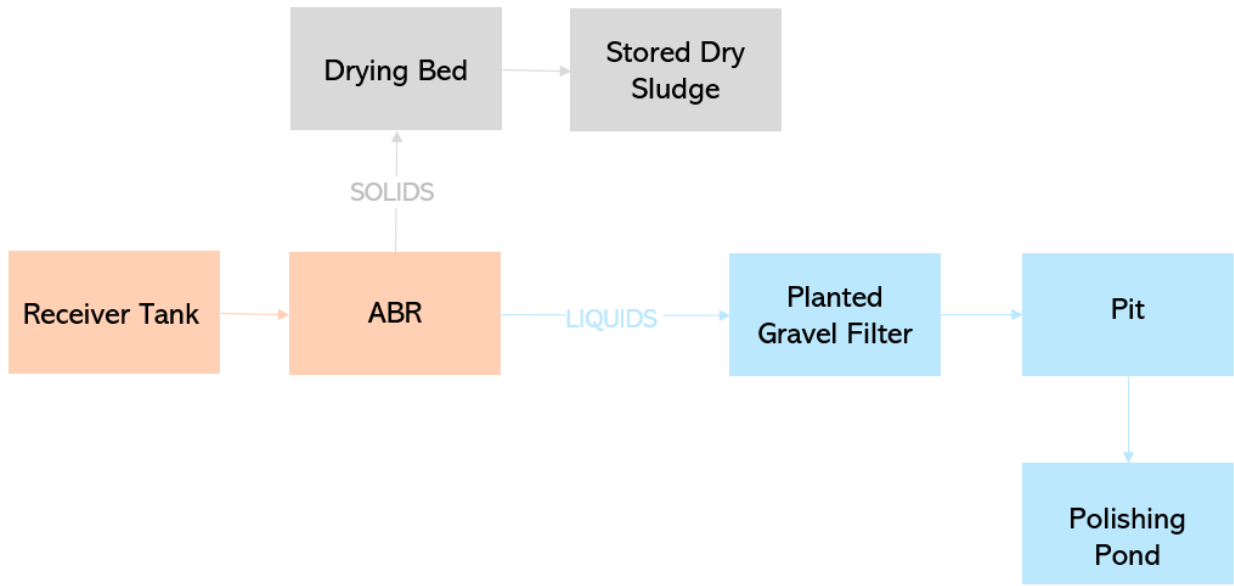 Drying Bed
Stored Dry
Sludge
SOLIDS
Receiver Tank
ABR
LIQUIDS
Planted
Gravel Filter
Pit
Polishing
Pond